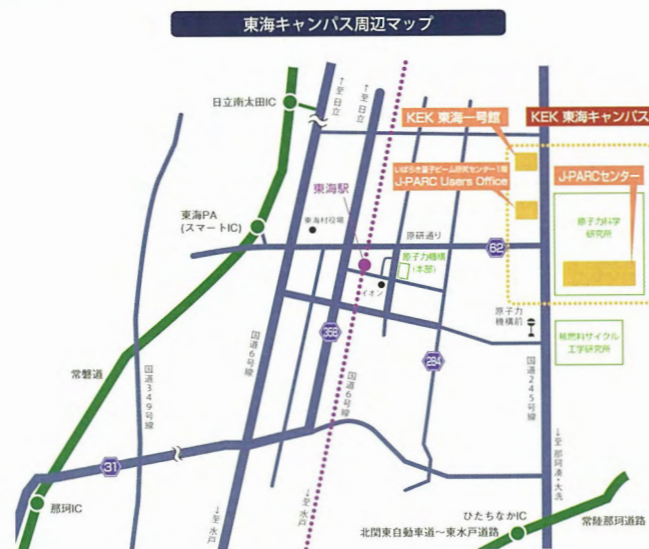 東海キャンパス周辺マップ
日立南太田IC
↑至 日立
↑至 日立
KEK 東海一号館
KEK 東海キャンパス
いばらき量子ビーム研究センター1階
J-PARC Users Office
J-PARCセンター
東海駅
東海PA
(スマートIC)
東海村役場
原研通り
62
原子力科学
研究所
原子力機構
(本部)
イオン
原子力
機構前
核燃料サイクル
工学研究所
国道6号線
356
284
国道245号線
常磐道
国道349号線
国道6号線
31
那珂IC
↓至 水戸
↓至 水戸
↓至 那珂湊・大洗
ひたちなかIC
北関東自動車道～東水戸道路
常陸那珂道路